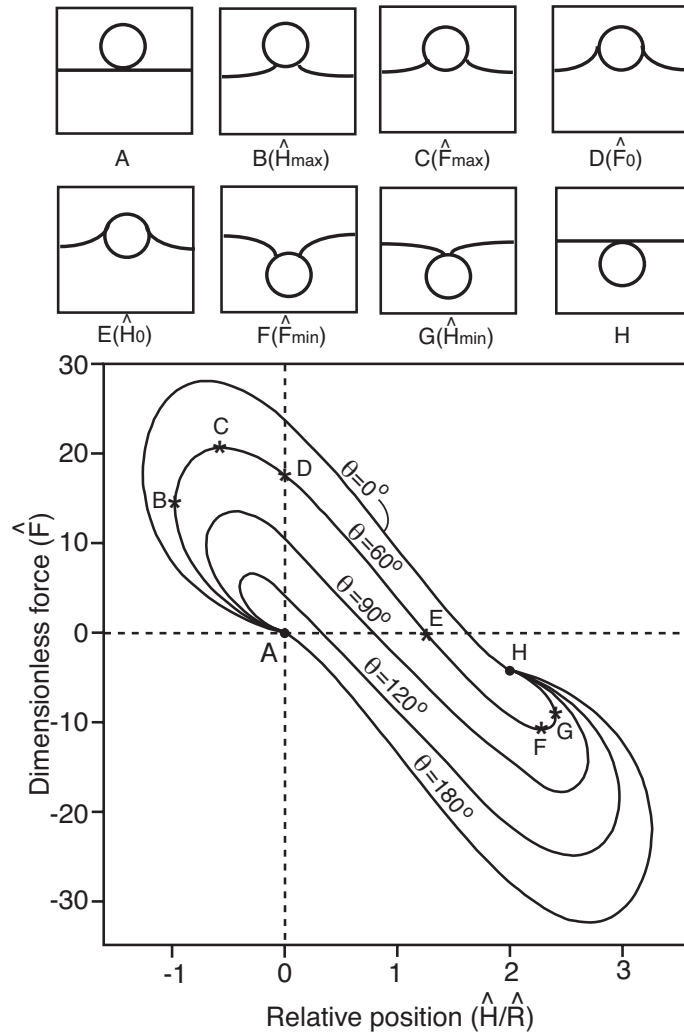 A
B(Ĥmax)
C(F̂max)
D(F̂0)
E(Ĥ0)
F(F̂min)
G(Ĥmin)
H
30
20
10
0
-10
-20
-30
Dimensionless force (F̂)
C
B
D
A
E
H
F
G
θ=0°
θ=60°
θ=90°
θ=120°
θ=180°
-1 0 1 2 3
Relative position (Ĥ/R̂)